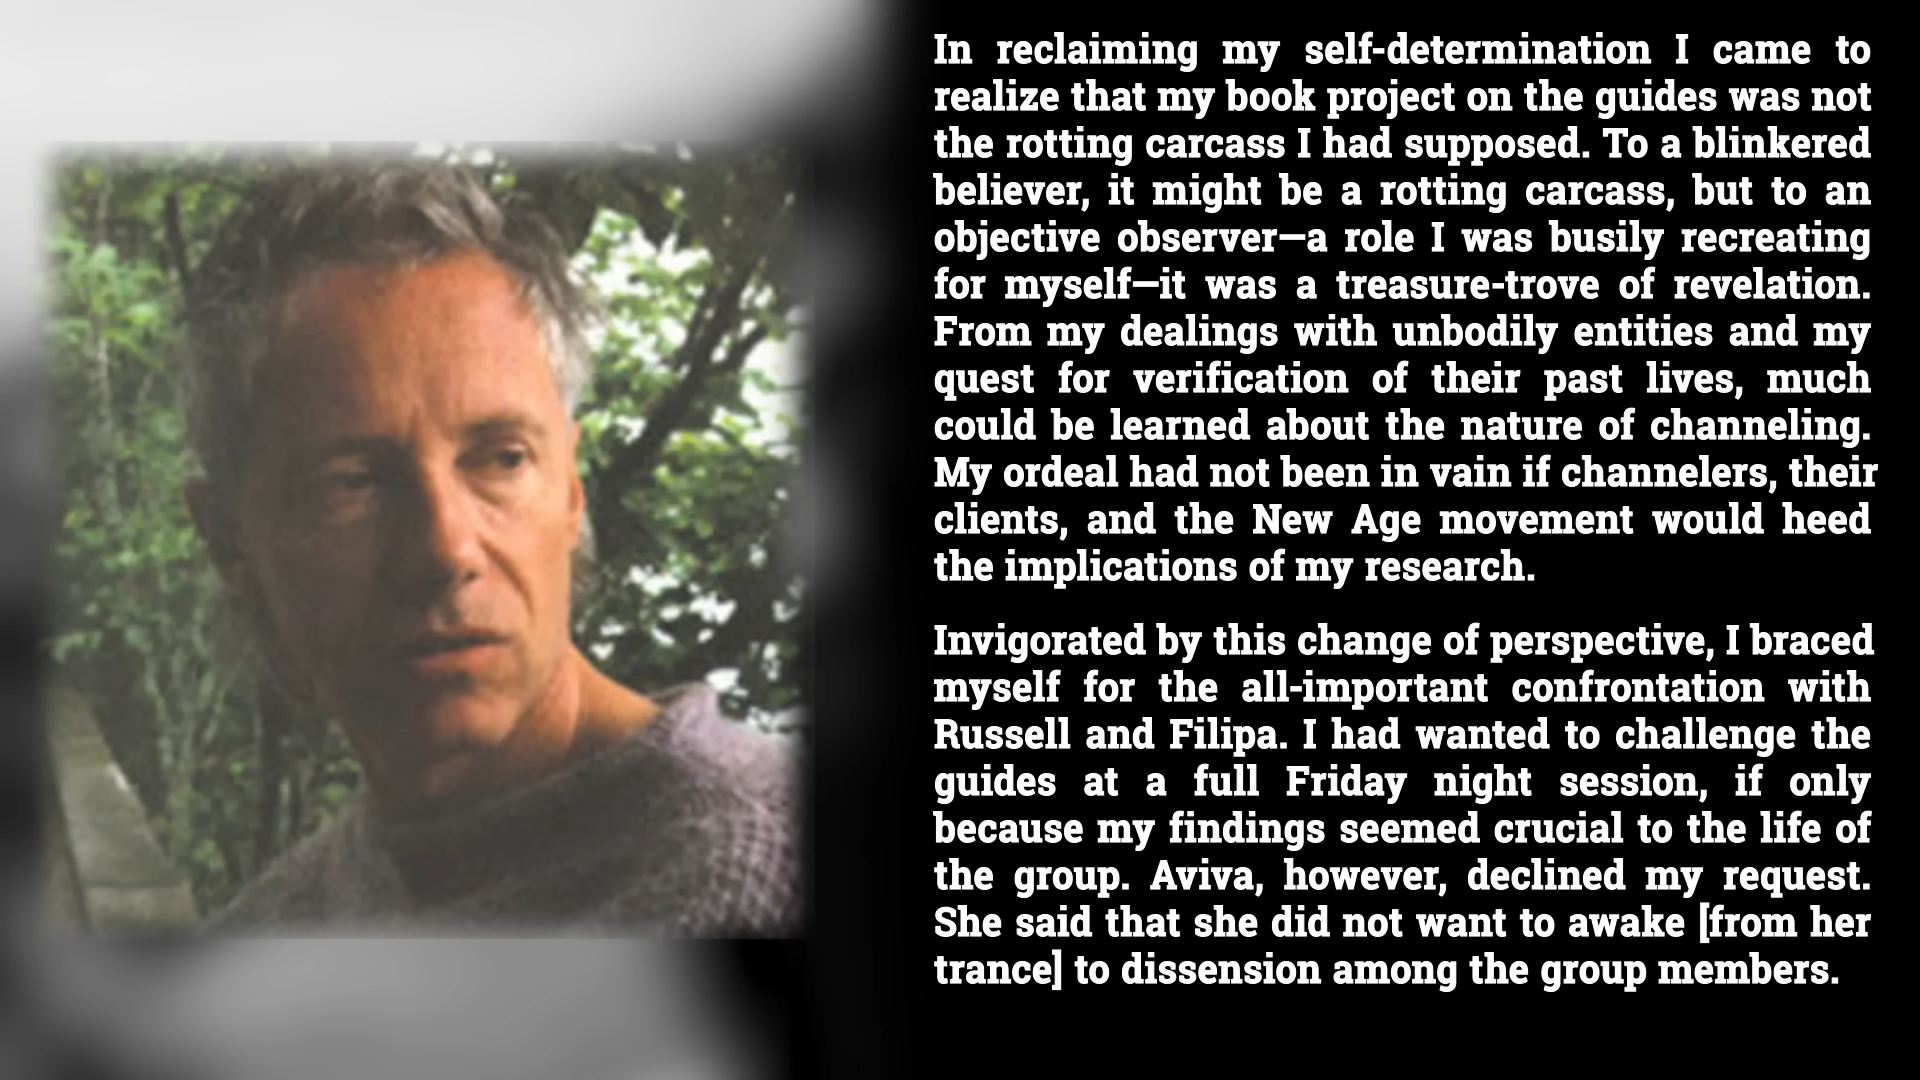 In reclaiming my self-determination I came to
realize that my book project on the guides was not
the rotting carcass I had supposed. To a blinkered
believer, it might be a rotting carcass, but to an
objective observer—a role I was busily recreating
for myself—it was a treasure-trove of revelation.
From my dealings with unbodily entities and my
quest for verification of their past lives, much
could be learned about the nature of channeling.
My ordeal had not been in vain if channelers, their
clients, and the New Age movement would heed
the implications of my research.
Invigorated by this change of perspective, I braced
myself for the all-important confrontation with
Russell and Filipa. I had wanted to challenge the
guides at a full Friday night session, if only
because my findings seemed crucial to the life of
the group. Aviva, however, declined my request.
She said that she did not want to awake [from her
trance] to dissension among the group members.